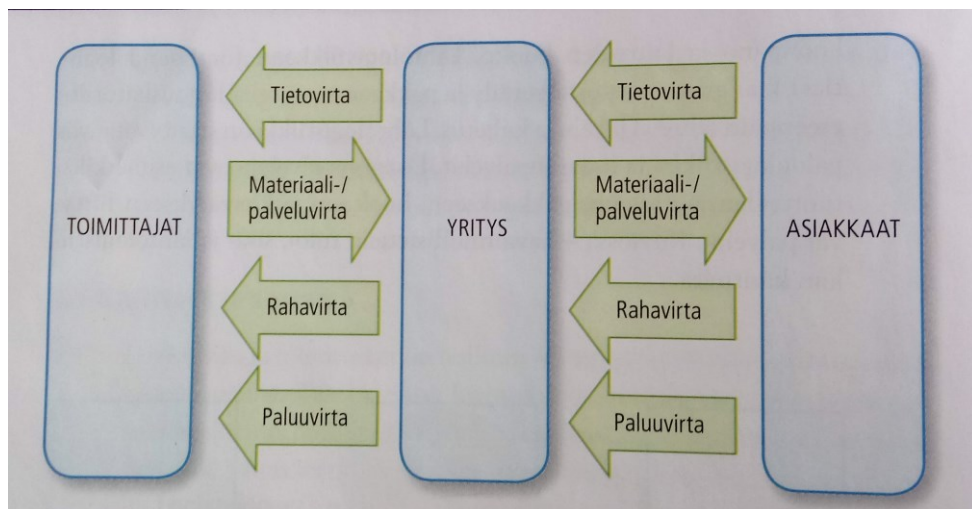 Tietovirta
Tietovirta
Materiaali-/
palveluvirta
Materiaali-/
palveluvirta
TOIMITTAJAT
YRITYS
ASIAKKAAT
Rahavirta
Rahavirta
Paluuvirta
Paluuvirta